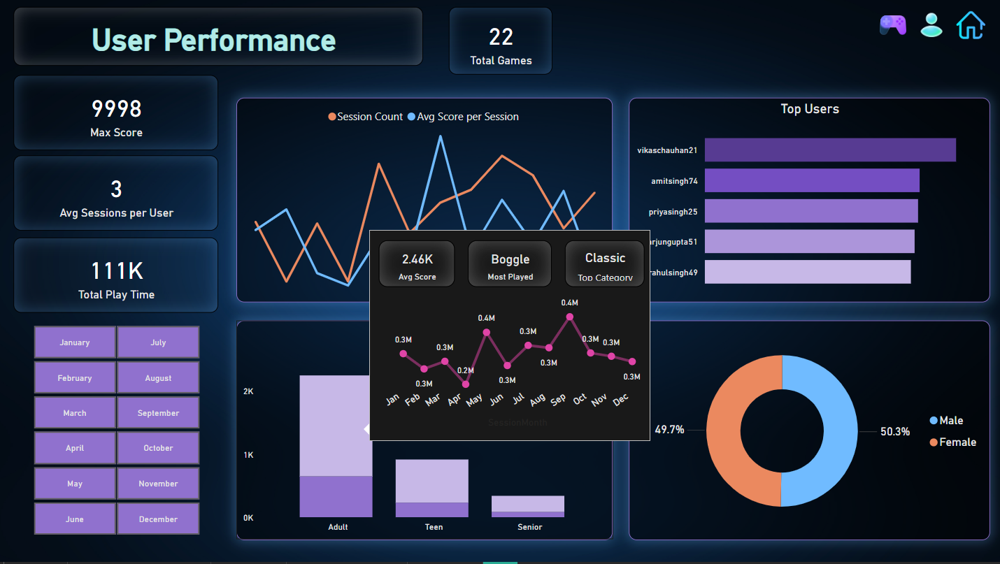 User Performance
22
Total Games
9998
Max Score
3
Avg Sessions per User
111K
Total Play Time
January
July
February
August
March
September
April
October
May
November
June
December
Session Count
Avg Score per Session
Top Users
vikaschauhan21
amitsingh74
priyasingh25
rjungupta51
rahulsingh49
2.46K
Avg Score
Boggle
Most Played
Classic
Top Category
0.3M
0.3M
0.3M
0.2M
0.4M
0.3M
0.3M
0.3M
0.4M
0.3M
0.3M
0.3M
Jan
Feb
Mar
Apr
May
Jun
Jul
Aug
Sep
Oct
Nov
Dec
SessionMonth
2K
1K
0K
Adult
Teen
Senior
49.7%
50.3%
Male
Female